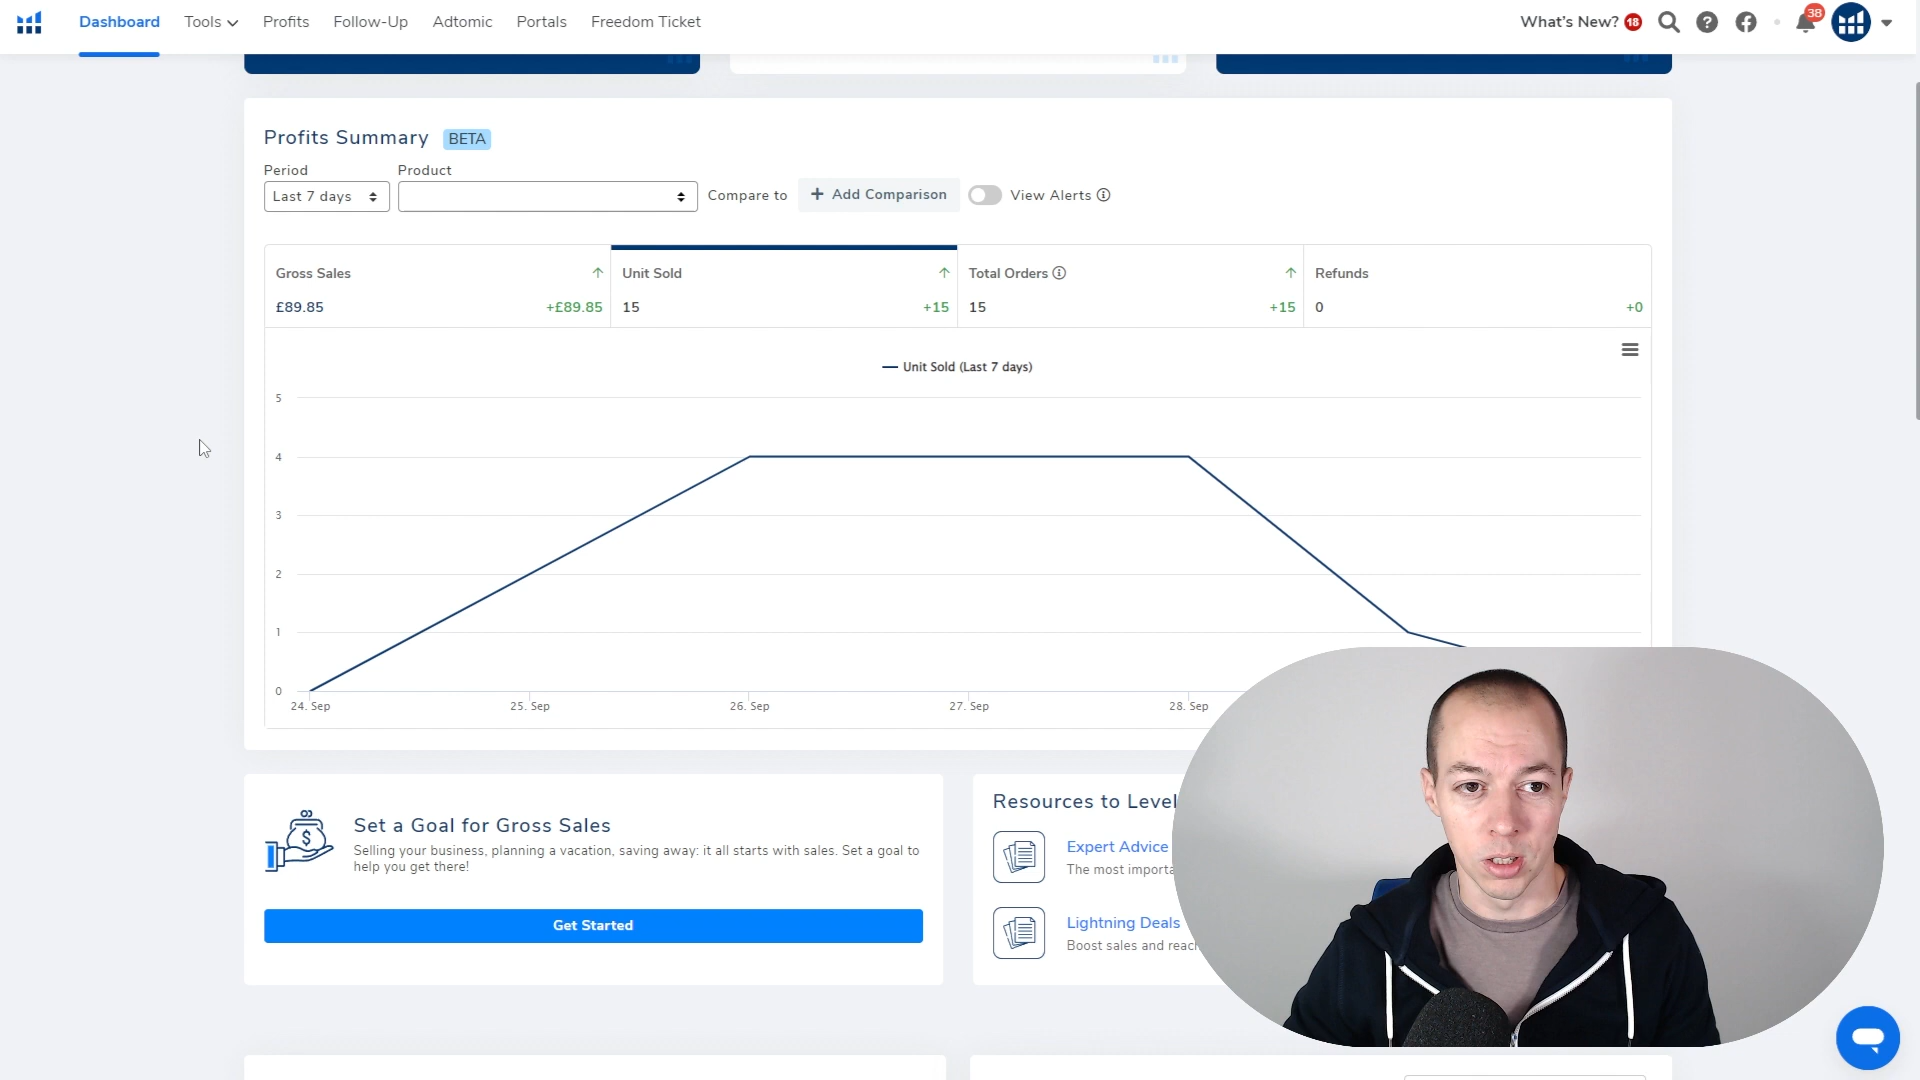 Dashboard Tools Profits Follow-Up Adtomic Portals Freedom Ticket What's New? 18 38
Profits Summary BETA
Period Product
Last 7 days Compare to + Add Comparison View Alerts
Gross Sales Unit Sold Total Orders Refunds
£89.85 +£89.85 15 +15 15 +15 0 +0
Unit Sold (Last 7 days)
5
4
3
2
1
0
24. Sep 25. Sep 26. Sep 27. Sep 28. Sep
Set a Goal for Gross Sales
Selling your business, planning a vacation, saving away: it all starts with sales. Set a goal to
help you get there!
Get Started
Resources to Level
Expert Advice
The most importa
Lightning Deals
Boost sales and reac